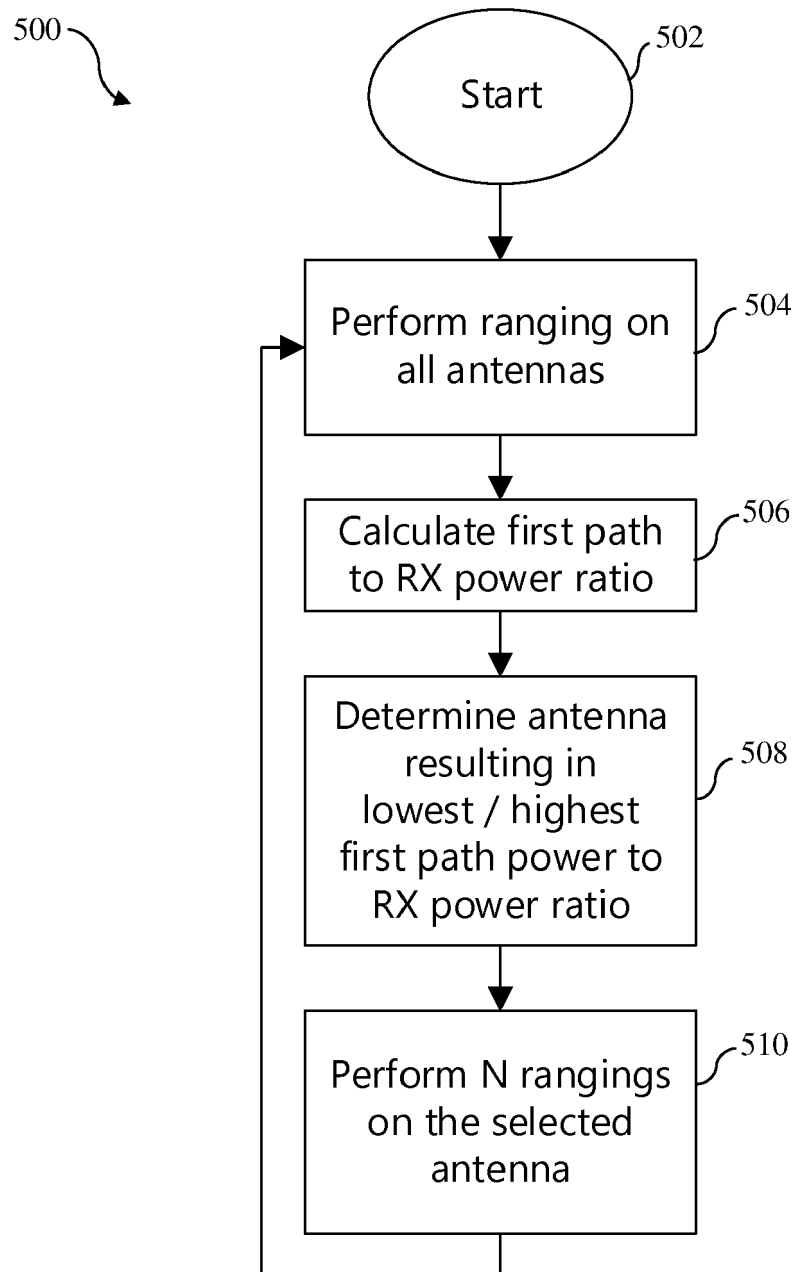 500
502
Start
504
Perform ranging on
all antennas
506
Calculate first path
to RX power ratio
508
Determine antenna
resulting in
lowest / highest
first path power to
RX power ratio
510
Perform N rangings
on the selected
antenna